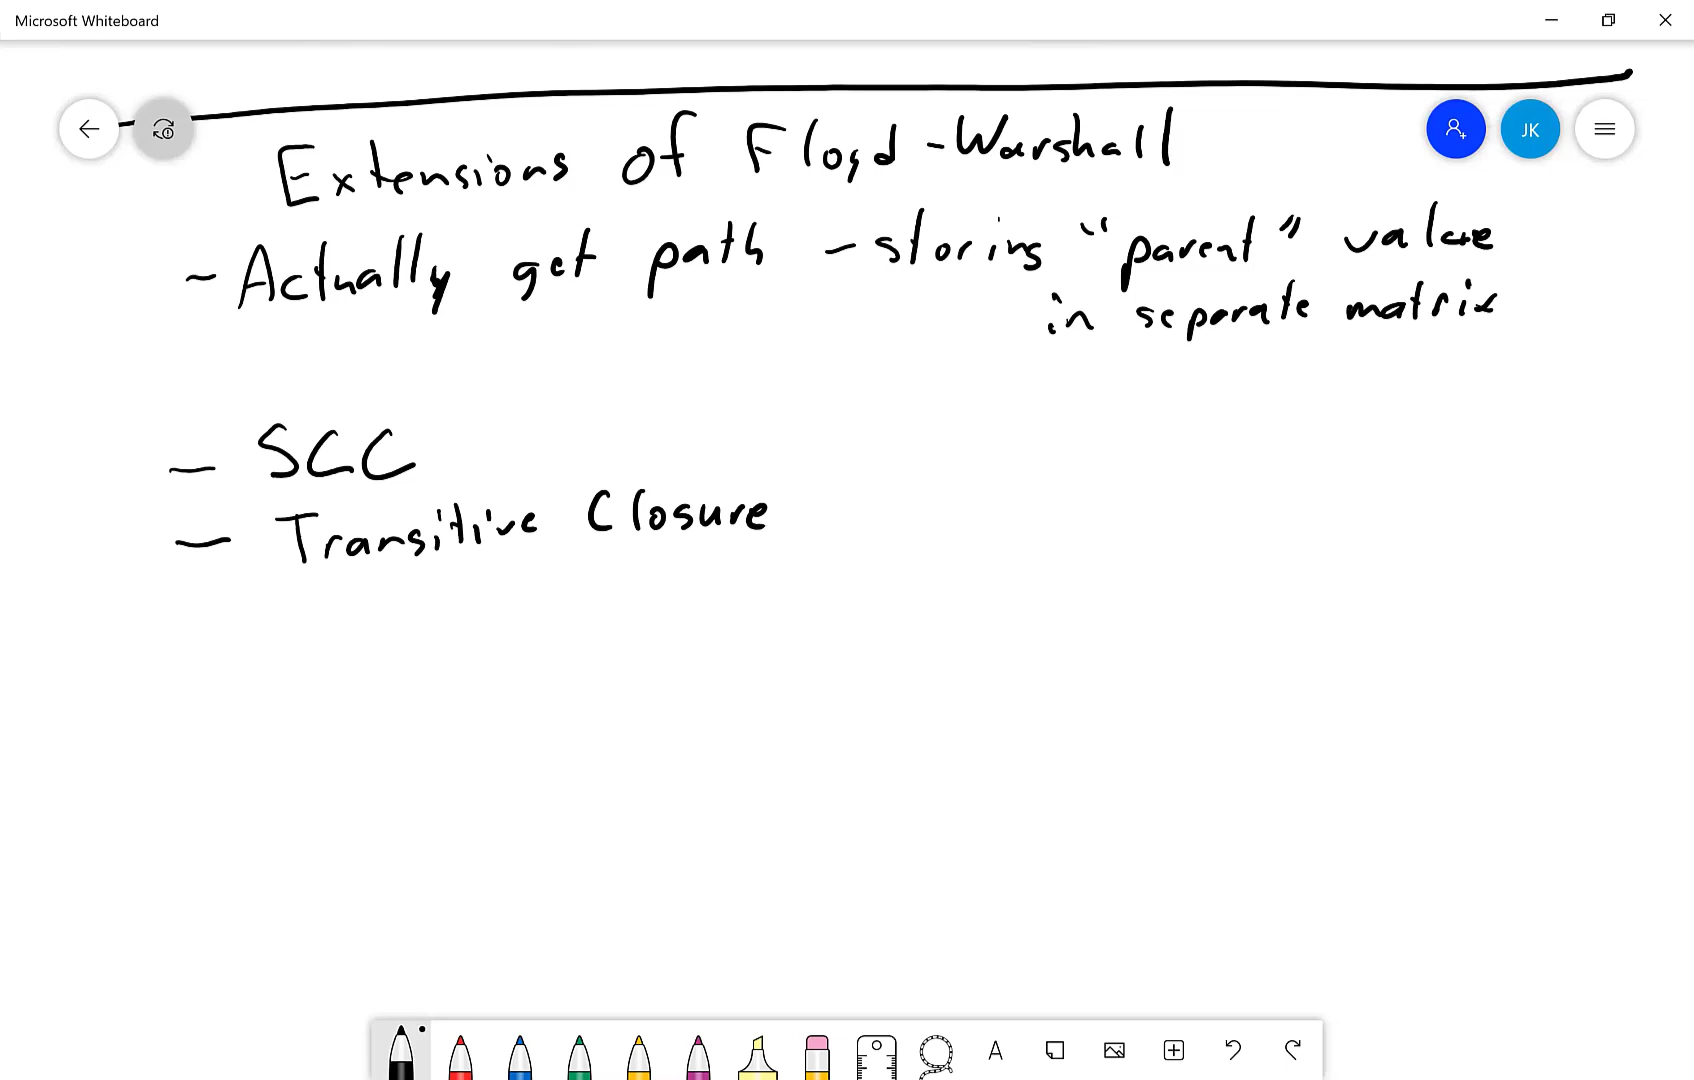 Microsoft Whiteboard
JK
Extensions of Floyd-Warshall
- Actually get path - storing "parent" value
in separate matrix
- SCC
- Transitive Closure
A